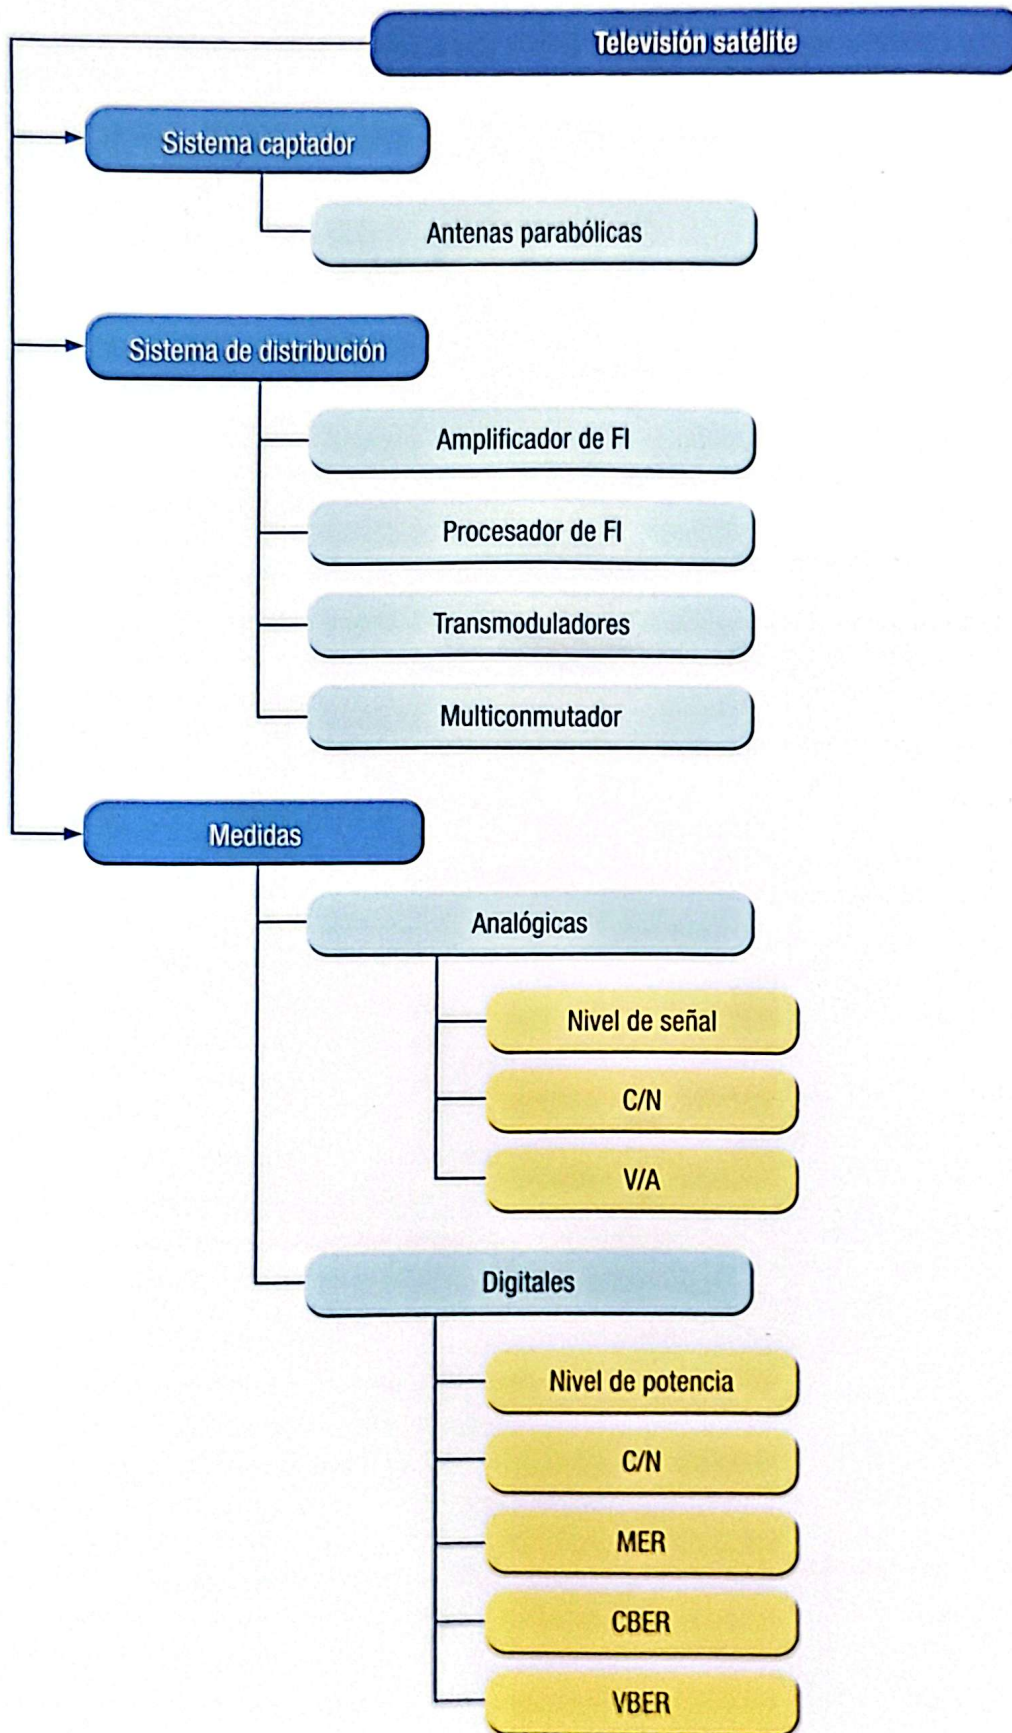 Televisión satélite
Sistema captador
Antenas parabólicas
Sistema de distribución
Amplificador de FI
Procesador de FI
Transmoduladores
Multiconmutador
Medidas
Analógicas
Nivel de señal
C/N
V/A
Digitales
Nivel de potencia
C/N
MER
CBER
VBER